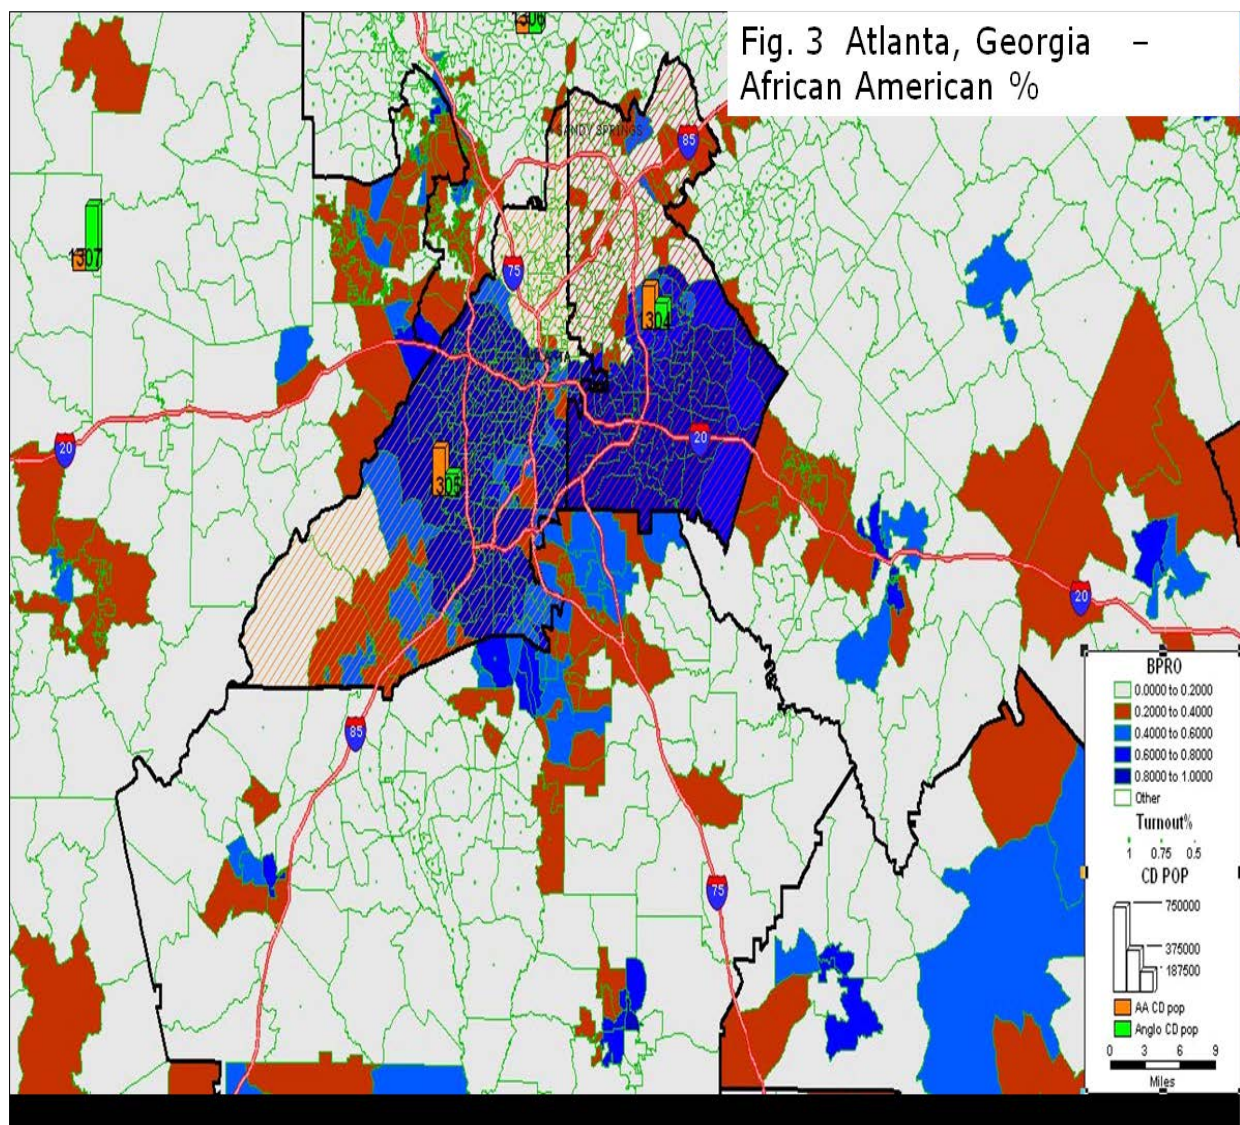 Fig. 3 Atlanta, Georgia –
African American %
1306
SANDY SPRINGS
85
1307
75
1304
20
20
1305
20
85
75
BPRO
0.0000 to 0.2000
0.2000 to 0.4000
0.4000 to 0.6000
0.6000 to 0.8000
0.8000 to 1.0000
Other
Turnout%
1 0.75 0.5
CD POP
750000
375000
187500
AA CD pop
Anglo CD pop
0 3 6 9
Miles